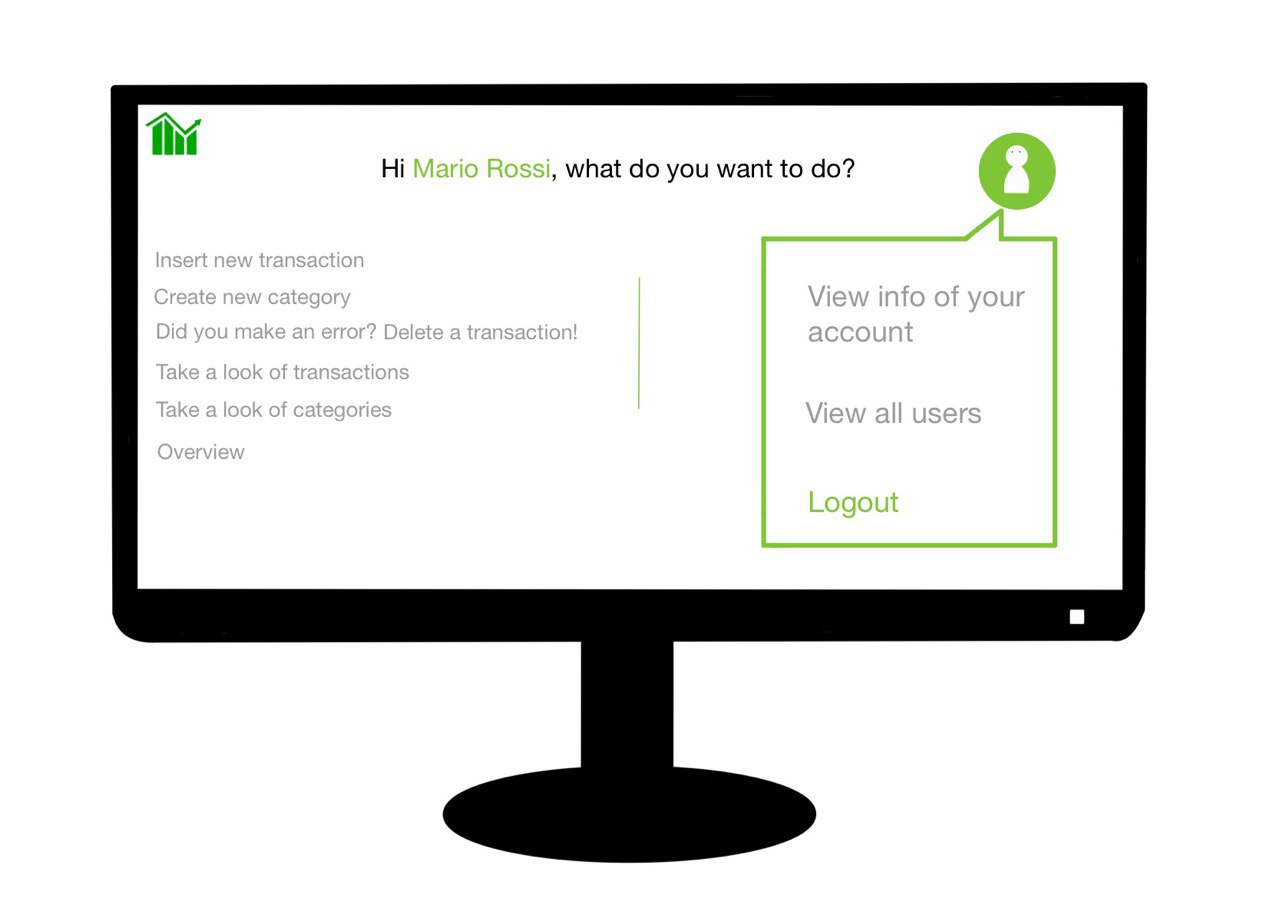 Hi Mario Rossi, what do you want to do?
Insert new transaction
Create new category
Did you make an error? Delete a transaction!
Take a look of transactions
Take a look of categories
Overview
View info of your
account
View all users
Logout